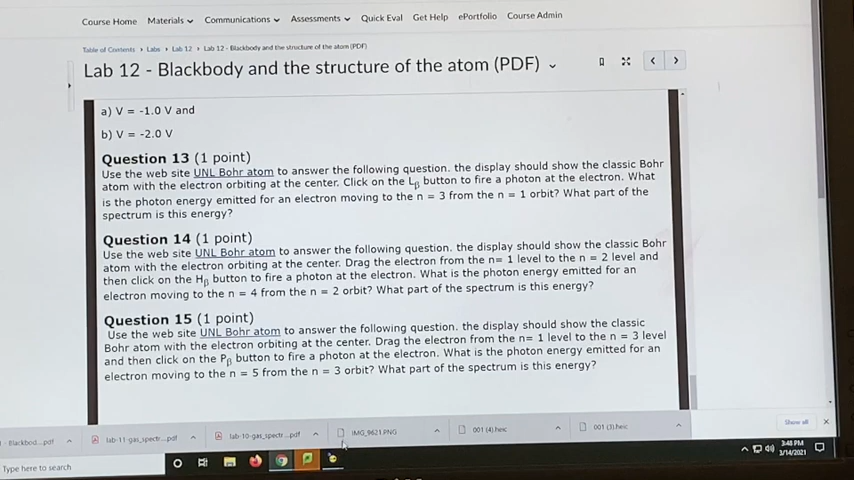 Course Home Materials Communications Assessments Quick Eval Get Help ePortfolio Course Admin
Table of Contents › Labs › Lab 12 › Lab 12 - Blackbody and the structure of the atom (PDF)
Lab 12 - Blackbody and the structure of the atom (PDF)
a) V = -1.0 V and
b) V = -2.0 V
Question 13 (1 point)
Use the web site UNL Bohr atom to answer the following question. the display should show the classic Bohr
atom with the electron orbiting at the center. Click on the Lβ button to fire a photon at the electron. What
is the photon energy emitted for an electron moving to the n = 3 from the n = 1 orbit? What part of the
spectrum is this energy?
Question 14 (1 point)
Use the web site UNL Bohr atom to answer the following question. the display should show the classic Bohr
atom with the electron orbiting at the center. Drag the electron from the n= 1 level to the n = 2 level and
then click on the Hβ button to fire a photon at the electron. What is the photon energy emitted for an
electron moving to the n = 4 from the n = 2 orbit? What part of the spectrum is this energy?
Question 15 (1 point)
Use the web site UNL Bohr atom to answer the following question. the display should show the classic
Bohr atom with the electron orbiting at the center. Drag the electron from the n= 1 level to the n = 3 level
and then click on the Pβ button to fire a photon at the electron. What is the photon energy emitted for an
electron moving to the n = 5 from the n = 3 orbit? What part of the spectrum is this energy?
- Blackbod....pdf lab-11-gas_spectr....pdf lab-10-gas_spectr....pdf IMG_9621.PNG 001 (4).heic 001 (3).heic Show all
Type here to search
3:48 PM
3/14/2021